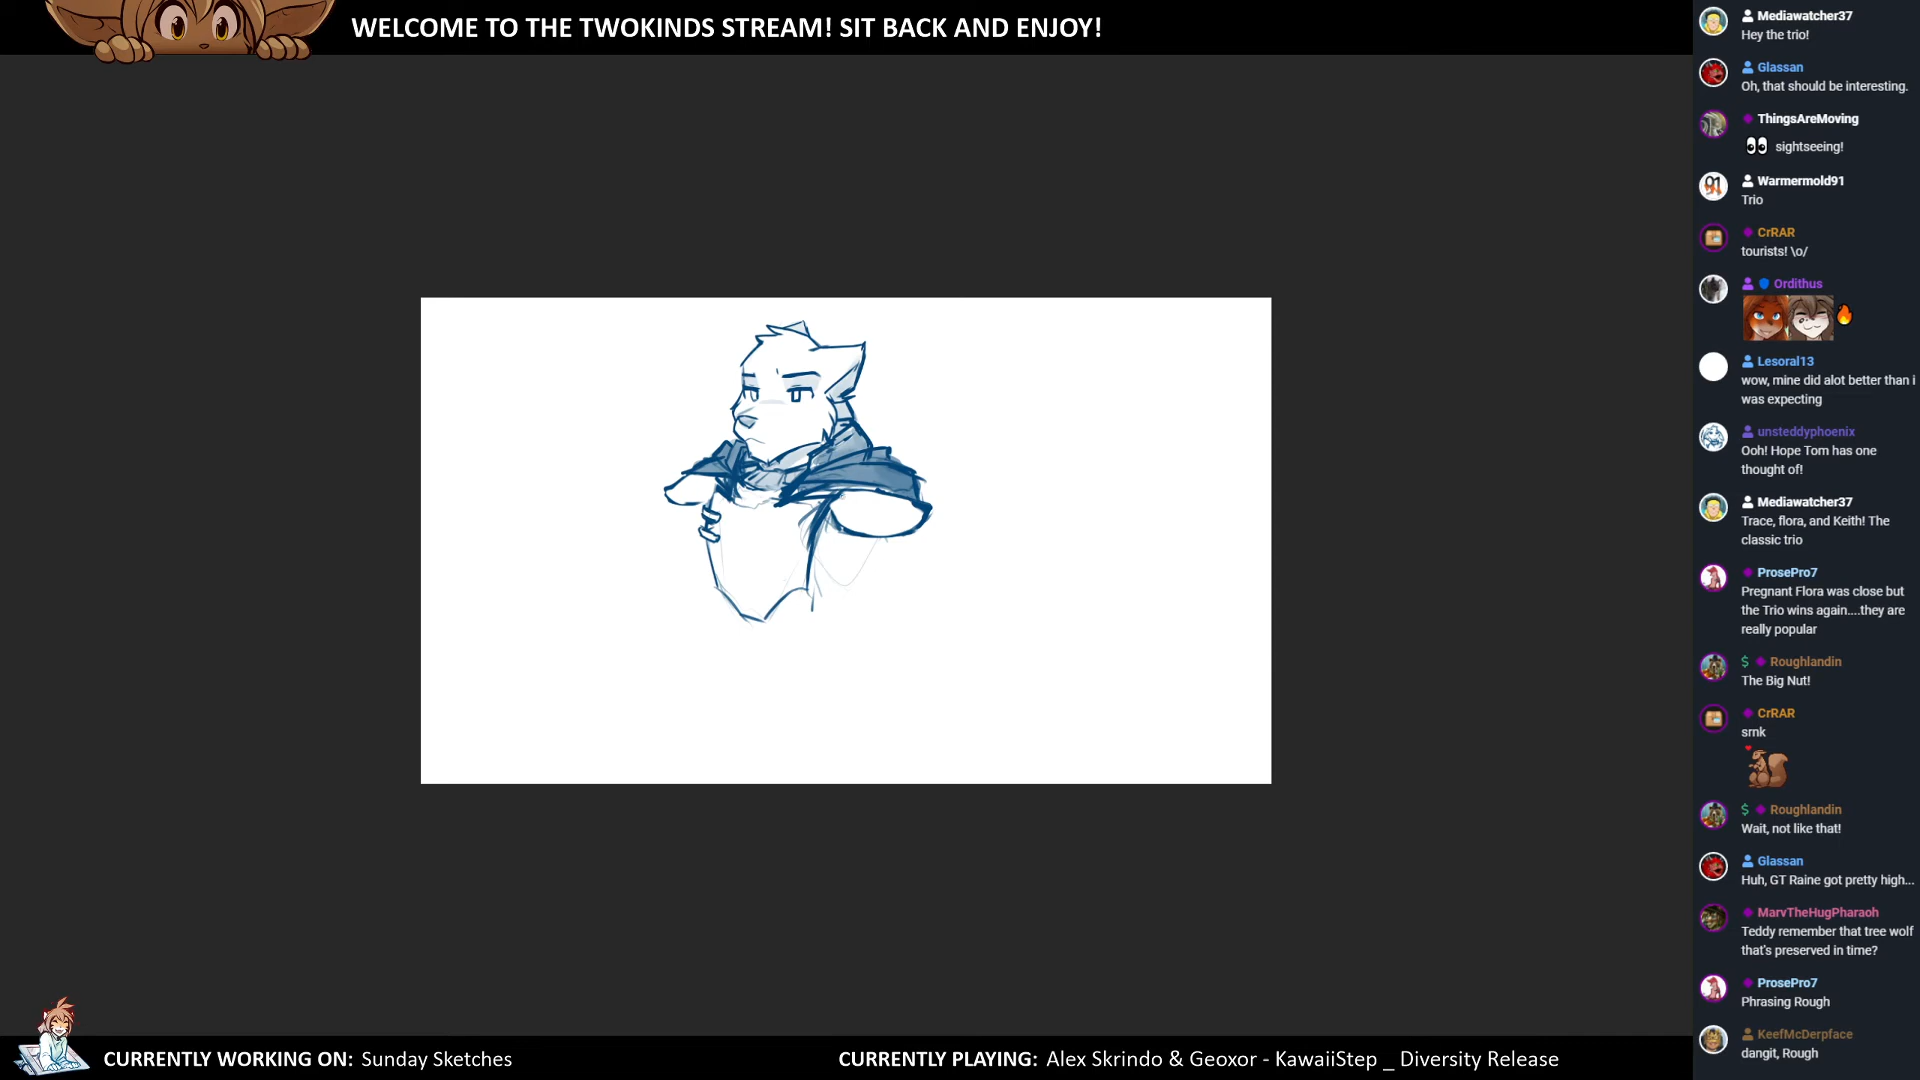 WELCOME TO THE TWOKINDS STREAM! SIT BACK AND ENJOY!
Mediawatcher37
Hey the trio!
Glassan
Oh, that should be interesting.
ThingsAreMoving
sightseeing!
Warmermold91
Trio
CrRAR
tourists! \o/
Ordithus
Lesoral13
wow, mine did alot better than i
was expecting
unsteddyphoenix
Ooh! Hope Tom has one
thought of!
Mediawatcher37
Trace, flora, and Keith! The
classic trio
ProsePro7
Pregnant Flora was close but
the Trio wins again....they are
really popular
$ Roughlandin
The Big Nut!
CrRAR
srnk
$ Roughlandin
Wait, not like that!
Glassan
Huh, GT Raine got pretty high...
MarvTheHugPharaoh
Teddy remember that tree wolf
that's preserved in time?
ProsePro7
Phrasing Rough
KeefMcDerpface
dangit, Rough
CURRENTLY WORKING ON: Sunday Sketches
CURRENTLY PLAYING: Alex Skrindo & Geoxor - KawaiiStep _ Diversity Release